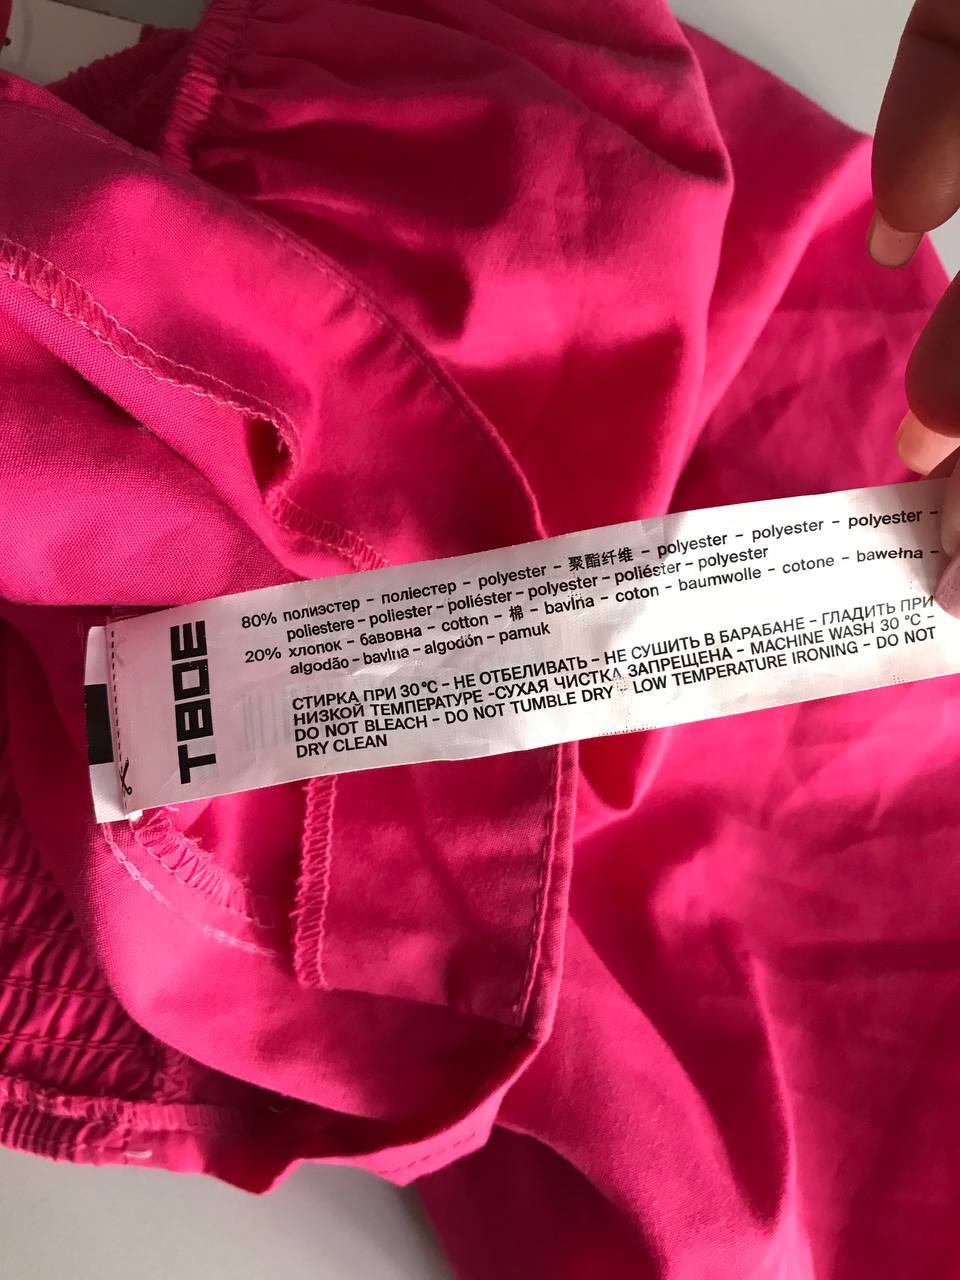 ТВОЕ
80% полиэстер – поліестер – polyester – 聚酯纤维 – polyester – polyester – polyester –
poliestere – poliester – poliéster – polyester – poliéster – polyester
20% хлопок – бавовна – cotton – 棉 – bavlna – coton – baumwolle – cotone – bawełna –
algodão – bavlna – algodón – pamuk
СТИРКА ПРИ 30°C – НЕ ОТБЕЛИВАТЬ – НЕ СУШИТЬ В БАРАБАНЕ – ГЛАДИТЬ ПРИ
НИЗКОЙ ТЕМПЕРАТУРЕ -СУХАЯ ЧИСТКА ЗАПРЕЩЕНА – MACHINE WASH 30 °C –
DO NOT BLEACH – DO NOT TUMBLE DRY – LOW TEMPERATURE IRONING – DO NOT
DRY CLEAN